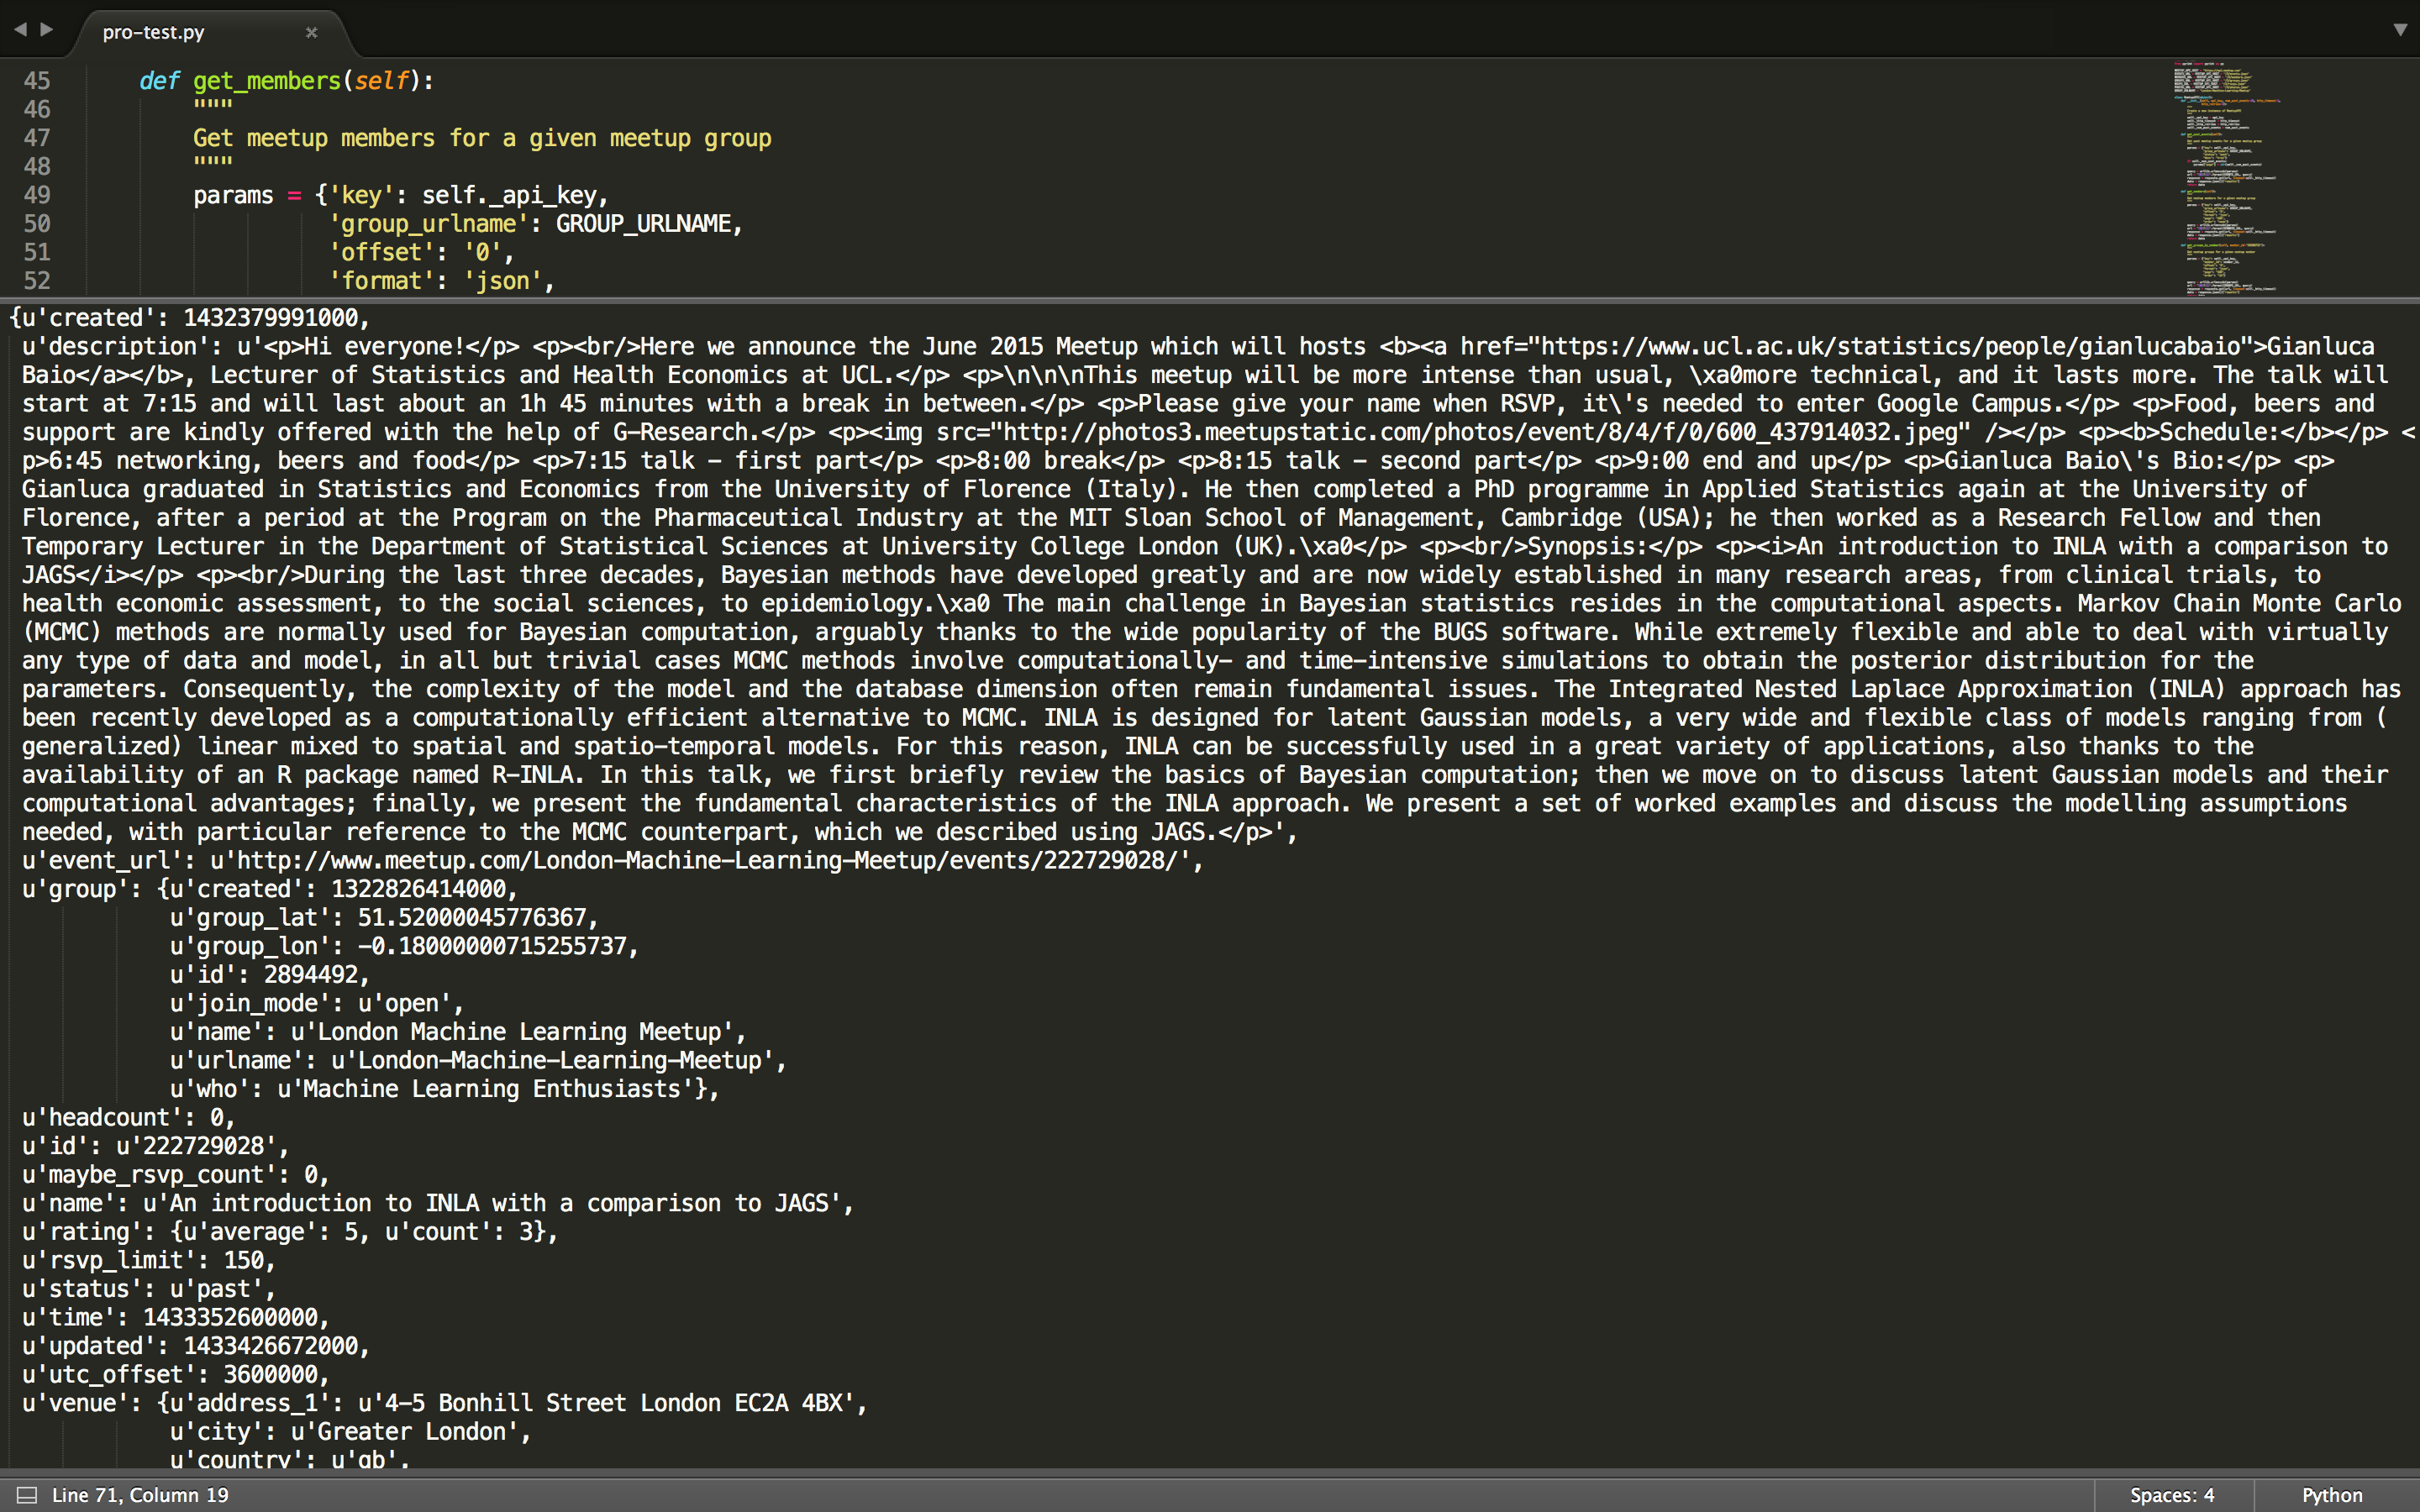 pro-test.py
45 def get_members(self):
46 """
47 Get meetup members for a given meetup group
48 """
49 params = {'key': self._api_key,
50 'group_urlname': GROUP_URLNAME,
51 'offset': '0',
52 'format': 'json',
{u'created': 1432379991000,
u'description': u'<p>Hi everyone!</p> <p><br/>Here we announce the June 2015 Meetup which will hosts <b><a href="https://www.ucl.ac.uk/statistics/people/gianlucabaio">Gianluca
Baio</a></b>, Lecturer of Statistics and Health Economics at UCL.</p> <p>\n\n\nThis meetup will be more intense than usual, \xa0more technical, and it lasts more. The talk will
start at 7:15 and will last about an 1h 45 minutes with a break in between.</p> <p>Please give your name when RSVP, it\'s needed to enter Google Campus.</p> <p>Food, beers and
support are kindly offered with the help of G-Research.</p> <p><img src="http://photos3.meetupstatic.com/photos/event/8/4/f/0/600_437914032.jpeg" /></p> <p><b>Schedule:</b></p> <
p>6:45 networking, beers and food</p> <p>7:15 talk - first part</p> <p>8:00 break</p> <p>8:15 talk - second part</p> <p>9:00 end and up</p> <p>Gianluca Baio\'s Bio:</p> <p>
Gianluca graduated in Statistics and Economics from the University of Florence (Italy). He then completed a PhD programme in Applied Statistics again at the University of
Florence, after a period at the Program on the Pharmaceutical Industry at the MIT Sloan School of Management, Cambridge (USA); he then worked as a Research Fellow and then
Temporary Lecturer in the Department of Statistical Sciences at University College London (UK).\xa0</p> <p><br/>Synopsis:</p> <p><i>An introduction to INLA with a comparison to
JAGS</i></p> <p><br/>During the last three decades, Bayesian methods have developed greatly and are now widely established in many research areas, from clinical trials, to
health economic assessment, to the social sciences, to epidemiology.\xa0 The main challenge in Bayesian statistics resides in the computational aspects. Markov Chain Monte Carlo
(MCMC) methods are normally used for Bayesian computation, arguably thanks to the wide popularity of the BUGS software. While extremely flexible and able to deal with virtually
any type of data and model, in all but trivial cases MCMC methods involve computationally- and time-intensive simulations to obtain the posterior distribution for the
parameters. Consequently, the complexity of the model and the database dimension often remain fundamental issues. The Integrated Nested Laplace Approximation (INLA) approach has
been recently developed as a computationally efficient alternative to MCMC. INLA is designed for latent Gaussian models, a very wide and flexible class of models ranging from (
generalized) linear mixed to spatial and spatio-temporal models. For this reason, INLA can be successfully used in a great variety of applications, also thanks to the
availability of an R package named R-INLA. In this talk, we first briefly review the basics of Bayesian computation; then we move on to discuss latent Gaussian models and their
computational advantages; finally, we present the fundamental characteristics of the INLA approach. We present a set of worked examples and discuss the modelling assumptions
needed, with particular reference to the MCMC counterpart, which we described using JAGS.</p>',
u'event_url': u'http://www.meetup.com/London-Machine-Learning-Meetup/events/222729028/',
u'group': {u'created': 1322826414000,
u'group_lat': 51.52000045776367,
u'group_lon': -0.18000000715255737,
u'id': 2894492,
u'join_mode': u'open',
u'name': u'London Machine Learning Meetup',
u'urlname': u'London-Machine-Learning-Meetup',
u'who': u'Machine Learning Enthusiasts'},
u'headcount': 0,
u'id': u'222729028',
u'maybe_rsvp_count': 0,
u'name': u'An introduction to INLA with a comparison to JAGS',
u'rating': {u'average': 5, u'count': 3},
u'rsvp_limit': 150,
u'status': u'past',
u'time': 1433352600000,
u'updated': 1433426672000,
u'utc_offset': 3600000,
u'venue': {u'address_1': u'4-5 Bonhill Street London EC2A 4BX',
u'city': u'Greater London',
u'country': u'gb',
Line 71, Column 19
Spaces: 4
Python